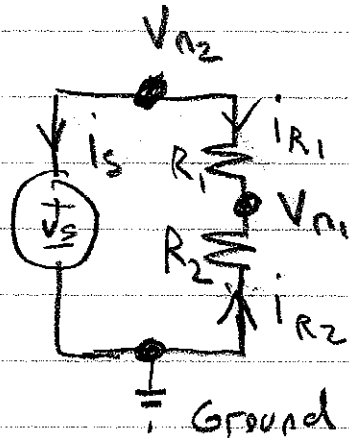 Vn2
is
iR1
R1
Vs
Vn1
R2
iR2
Ground